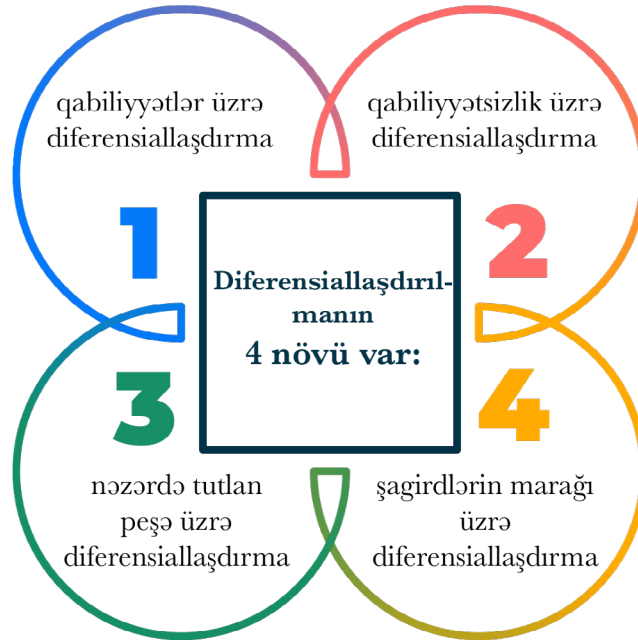 qabiliyyətlər üzrə
diferensiallaşdırma
1
qabiliyyətsizlik üzrə
diferensiallaşdırma
2
Diferensiallaşdırıl-
manın
4 növü var:
3
nəzərdə tutlan
peşə üzrə
diferensiallaşdırma
4
şagirdlərin marağı
üzrə
diferensiallaşdırma